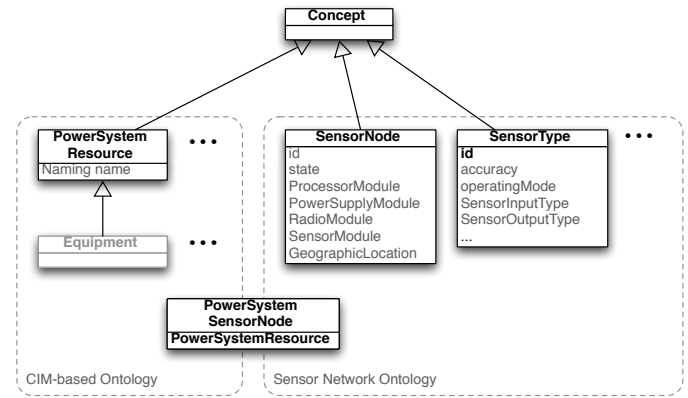 Concept
PowerSystem
Resource
Naming name
• • •
SensorNode
id
state
ProcessorModule
PowerSupplyModule
RadioModule
SensorModule
GeographicLocation
SensorType
id
accuracy
operatingMode
SensorInputType
SensorOutputType
...
• • •
Equipment
• • •
PowerSystem
SensorNode
PowerSystemResource
CIM-based Ontology
Sensor Network Ontology